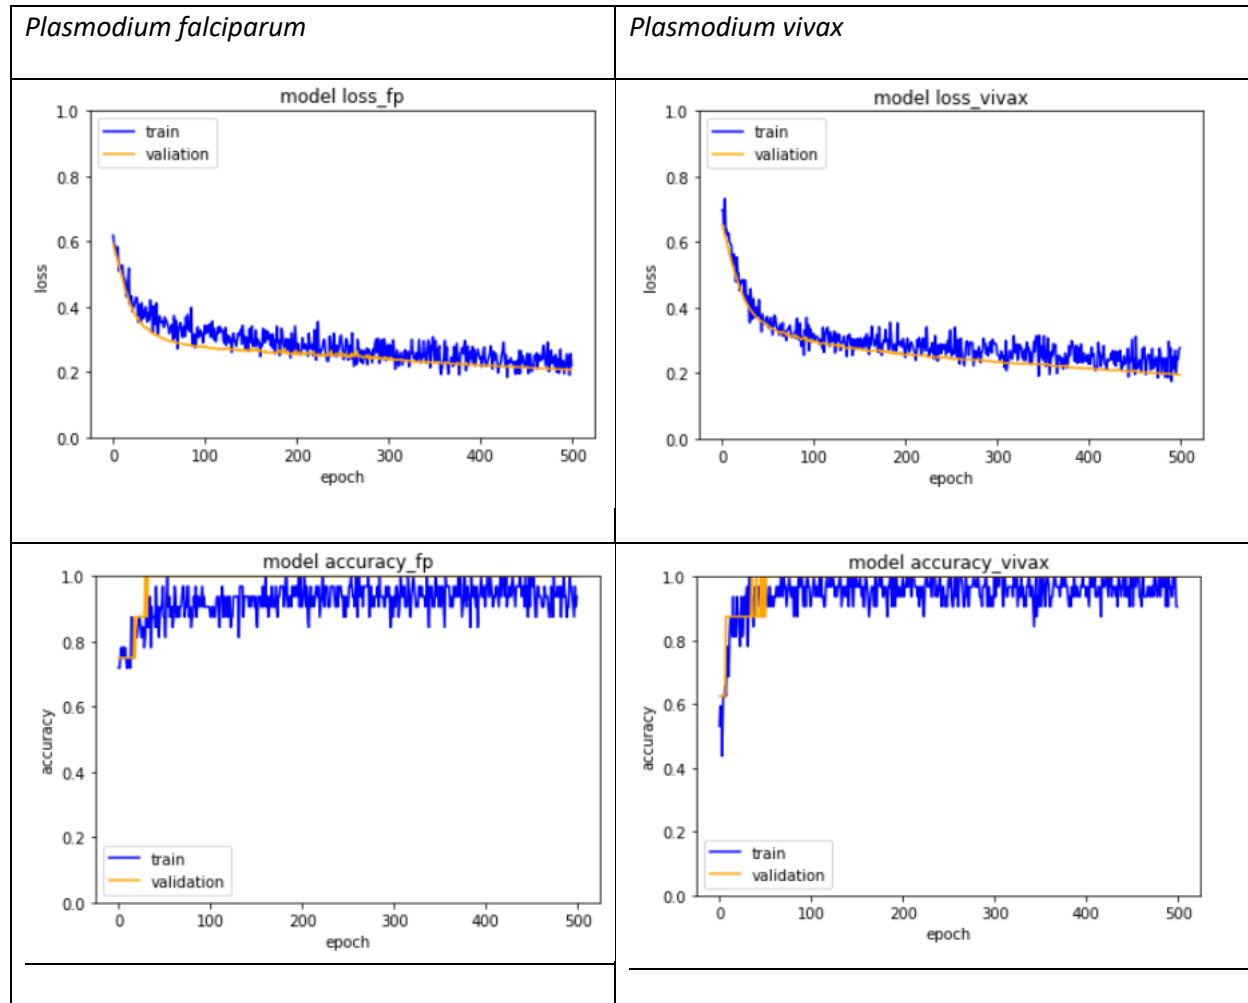 Plasmodium falciparum
Plasmodium vivax
model loss_fp
1.0
0.8
0.6
0.4
0.2
0.0
loss
train
valiation
0 100 200 300 400 500
epoch
model loss_vivax
1.0
0.8
0.6
0.4
0.2
0.0
loss
train
valiation
0 100 200 300 400 500
epoch
model accuracy_fp
1.0
0.8
0.6
0.4
0.2
0.0
accuracy
train
validation
0 100 200 300 400 500
epoch
model accuracy_vivax
1.0
0.8
0.6
0.4
0.2
0.0
accuracy
train
validation
0 100 200 300 400 500
epoch